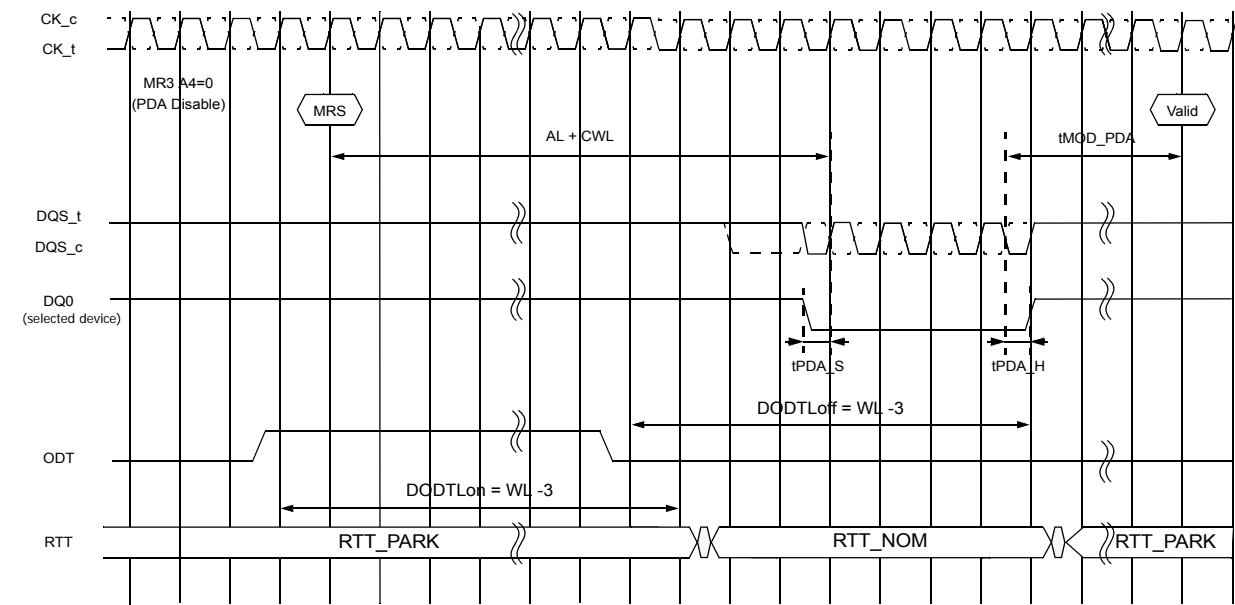 CK_c
CK_t
MR3 A4=0
(PDA Disable)
MRS
Valid
AL + CWL
tMOD_PDA
DQS_t
DQS_c
DQ0
(selected device)
tPDA_S
tPDA_H
DODTLoff = WL -3
ODT
DODTLon = WL -3
RTT
RTT_PARK
RTT_NOM
RTT_PARK